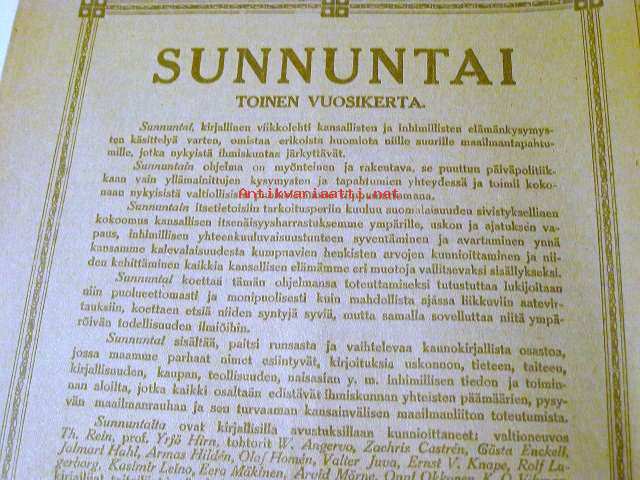 SUNNUNTAI
TOINEN VUOSIKERTA.
Sunnuntai, kirjallinen viikkolehti kansallisten ja inhimillisten elämänkysymys-
ten käsittelyä varten, omistaa erikoista huomiota niille suurille maailmantapahtu-
mille, jotka nykyistä ihmiskuntaa järkyttävät.
Sunnuntain ohjelma on myönteinen ja rakentava, se puuttuu päiväpolitiik-
kaan vain yllämainittujen kysymysten ja tapahtumien yhteydessä ja toimii koko-
naan nykyisistä valtiollisista
Antikvariaatti.net
Sunnuntain itsetietoisiin tarkoitusperiin kuuluu suomalaisuuden sivistyksellinen
kokoomus kansallisen itsenäisyysharrastuksemme ympärille, uskon ja ajatuksen va-
paus, inhimillisen yhteenkuuluvaisuustunteen syventäminen ja avartaminen ynnä
kansamme kalevalaisuudesta kumpuavien henkisten arvojen kunnioittaminen ja nii-
den kehittäminen kaikkia kansallisen elämämme eri muotoja vallitsevaksi sisällykseksi.
Sunnuntai koettaa tämän ohjelmansa toteuttamiseksi tutustuttaa lukijoitaan
niin puolueettomasti ja monipuolisesti kuin mahdollista ajassa liikkuviin aatevir-
tauksiin, koettaen etsiä niiden syntyjä syviä, mutta samalla sovelluttaa niitä ympä-
röivän todellisuuden ilmiöihin.
Sunnuntai sisältää, paitsi runsasta ja vaihtelevaa kaunokirjallista osastoa,
jossa maamme parhaat nimet esiintyvät, kirjoituksia uskonnon, tieteen, taiteen,
kirjallisuuden, kaupan, teollisuuden, naisasian y. m. inhimillisen tiedon ja toimin-
nan aloilta, jotka kaikki osaltaan edistävät ihmiskunnan yhteisten päämäärien, pysy-
vän maailmanrauhan ja sen turvaaman kansainvälisen maailmanliiton toteutumista.
Sunnuntaita ovat kirjallisilla avustuksillaan kunnioittaneet: valtioneuvos
Th. Rein, prof. Yrjö Hirn, tohtorit W. Angervo, Zachris Castrén, Gösta Enckell,
Jalmari Hahl, Armas Hildén, Olaf Homén, Valter Juva, Ernst V. Knape, Rolf La-
gerborg, Kasimir Leino, Eero Mäkinen, Arvid Mörne, Onni Okkonen,